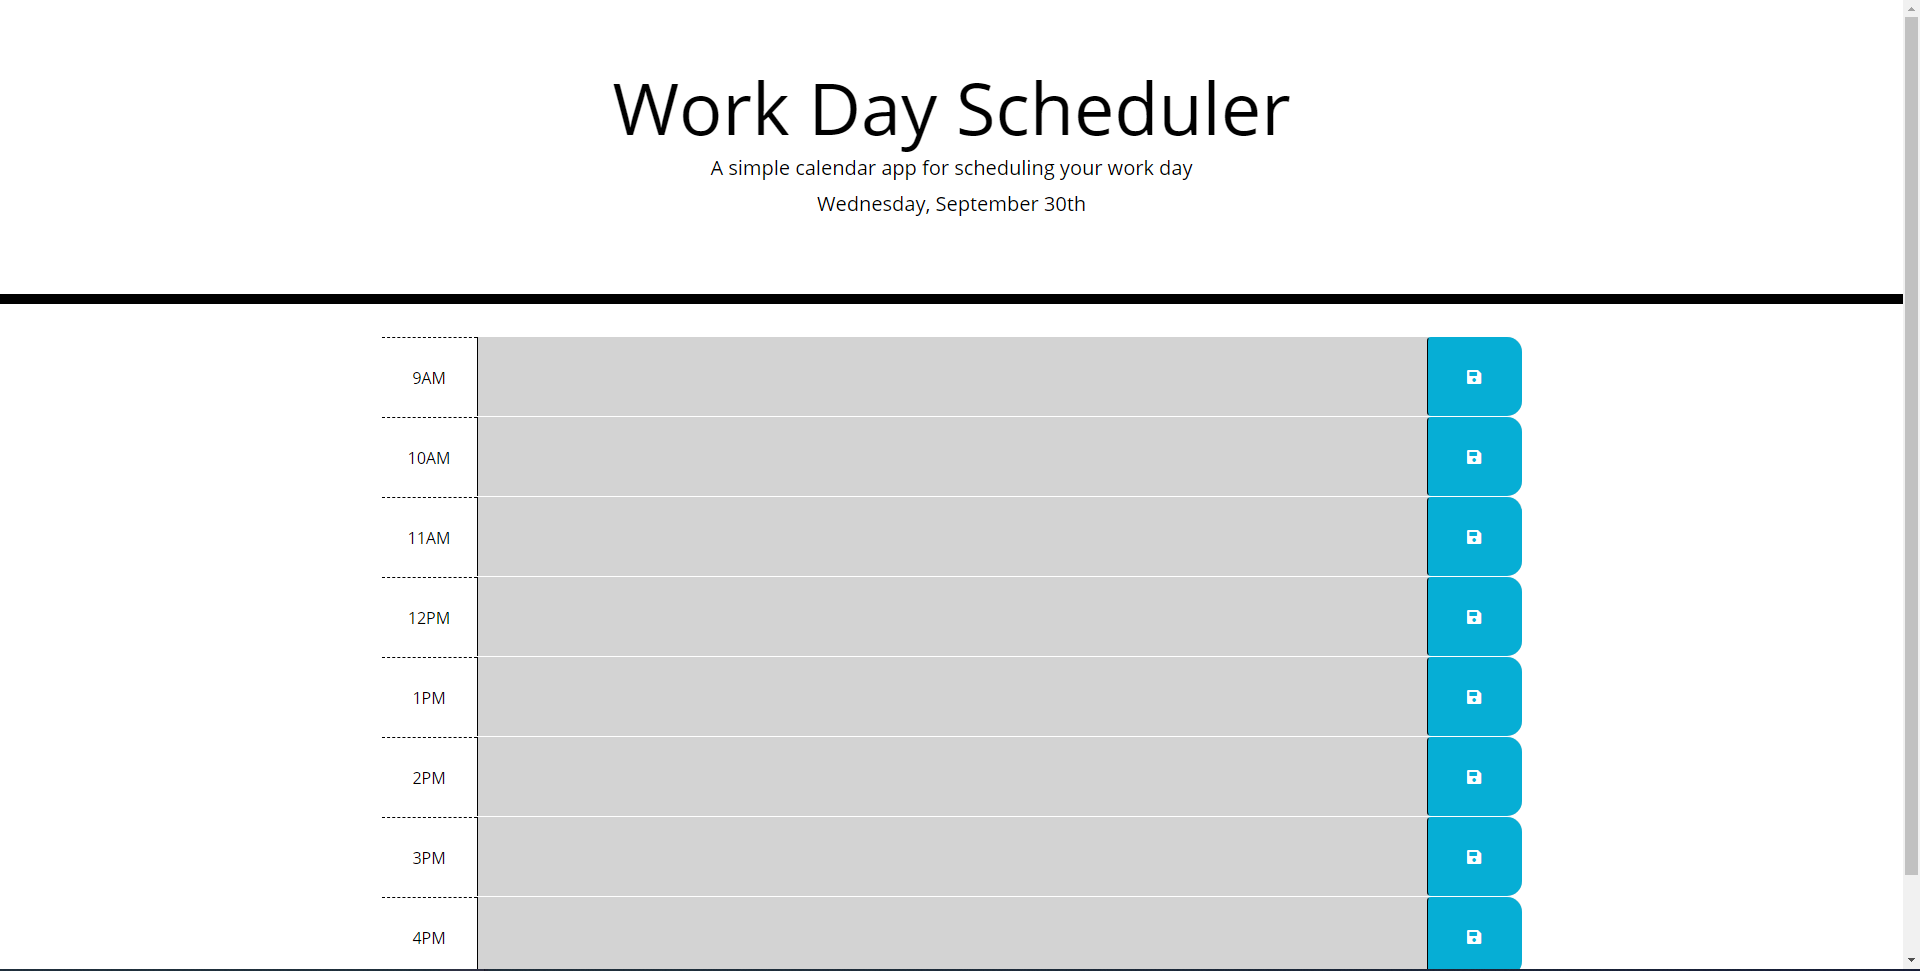 Work Day Scheduler
A simple calendar app for scheduling your work day
Wednesday, September 30th
9AM
10AM
11AM
12PM
1PM
2PM
3PM
4PM